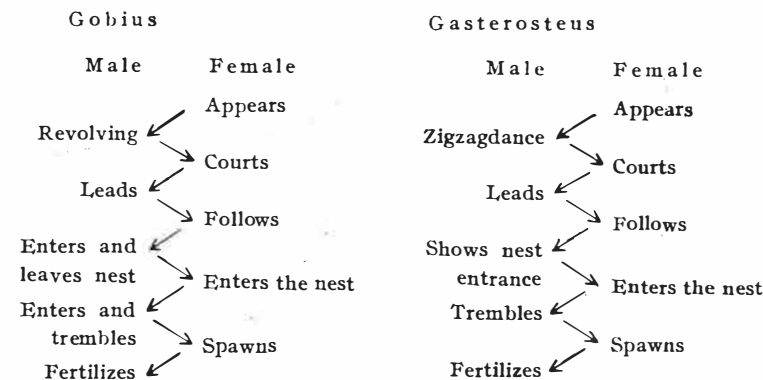 Gobius
Male Female
Appears
Revolving
Courts
Leads
Follows
Enters and
leaves nest
Enters the nest
Enters and
trembles
Spawns
Fertilizes
Gasterosteus
Male Female
Appears
Zigzagdance
Courts
Leads
Follows
Shows nest
entrance
Enters the nest
Trembles
Spawns
Fertilizes